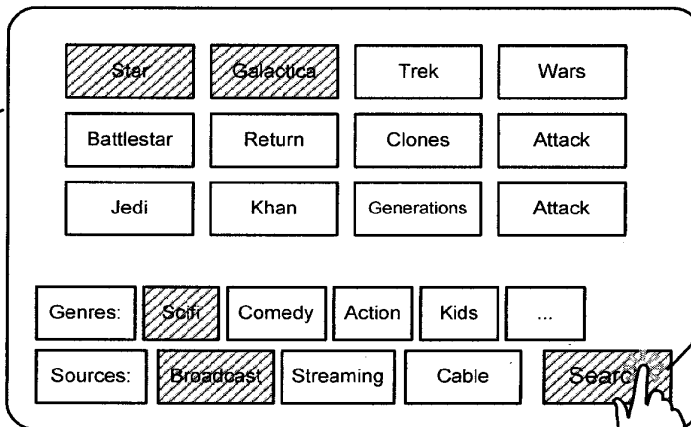 Star Galactica Trek Wars
Battlestar Return Clones Attack
Jedi Khan Generations Attack
Genres: Scifi Comedy Action Kids ...
Sources: Broadcast Streaming Cable Searc